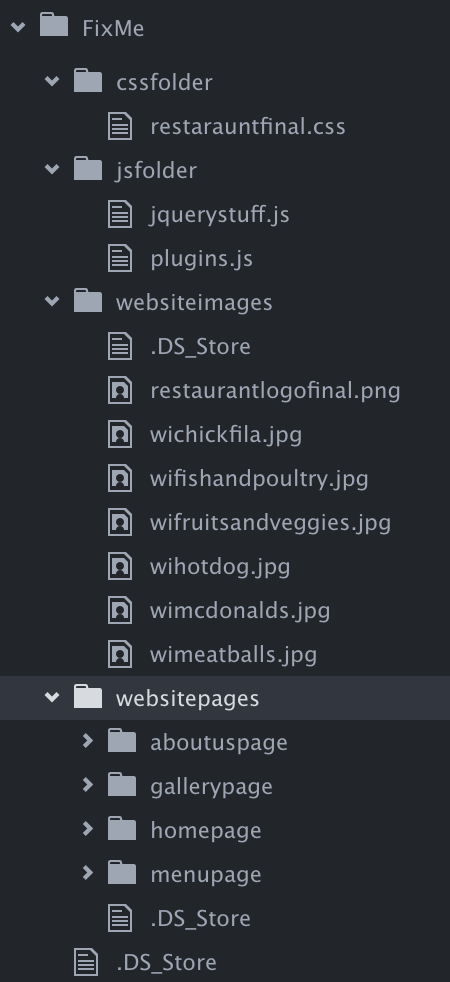 FixMe
cssfolder
restarauntfinal.css
jsfolder
jquerystuff.js
plugins.js
websiteimages
.DS_Store
restaurantlogofinal.png
wichickfila.jpg
wifishandpoultry.jpg
wifruitsandveggies.jpg
wihotdog.jpg
wimcdonalds.jpg
wimeatballs.jpg
websitepages
aboutuspage
gallerypage
homepage
menupage
.DS_Store
.DS_Store